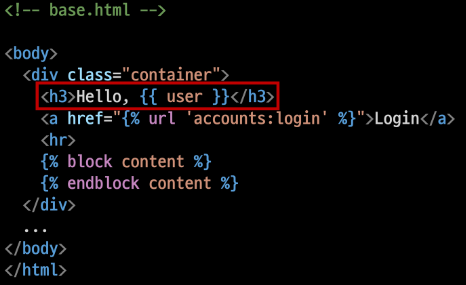 <!-- base.html -->
<body>
<div class="container">
<h3>Hello, {{ user }}</h3>
<a href="{% url 'accounts:login' %}">Login</a>
<hr>
{% block content %}
{% endblock content %}
</div>
...
</body>
</html>